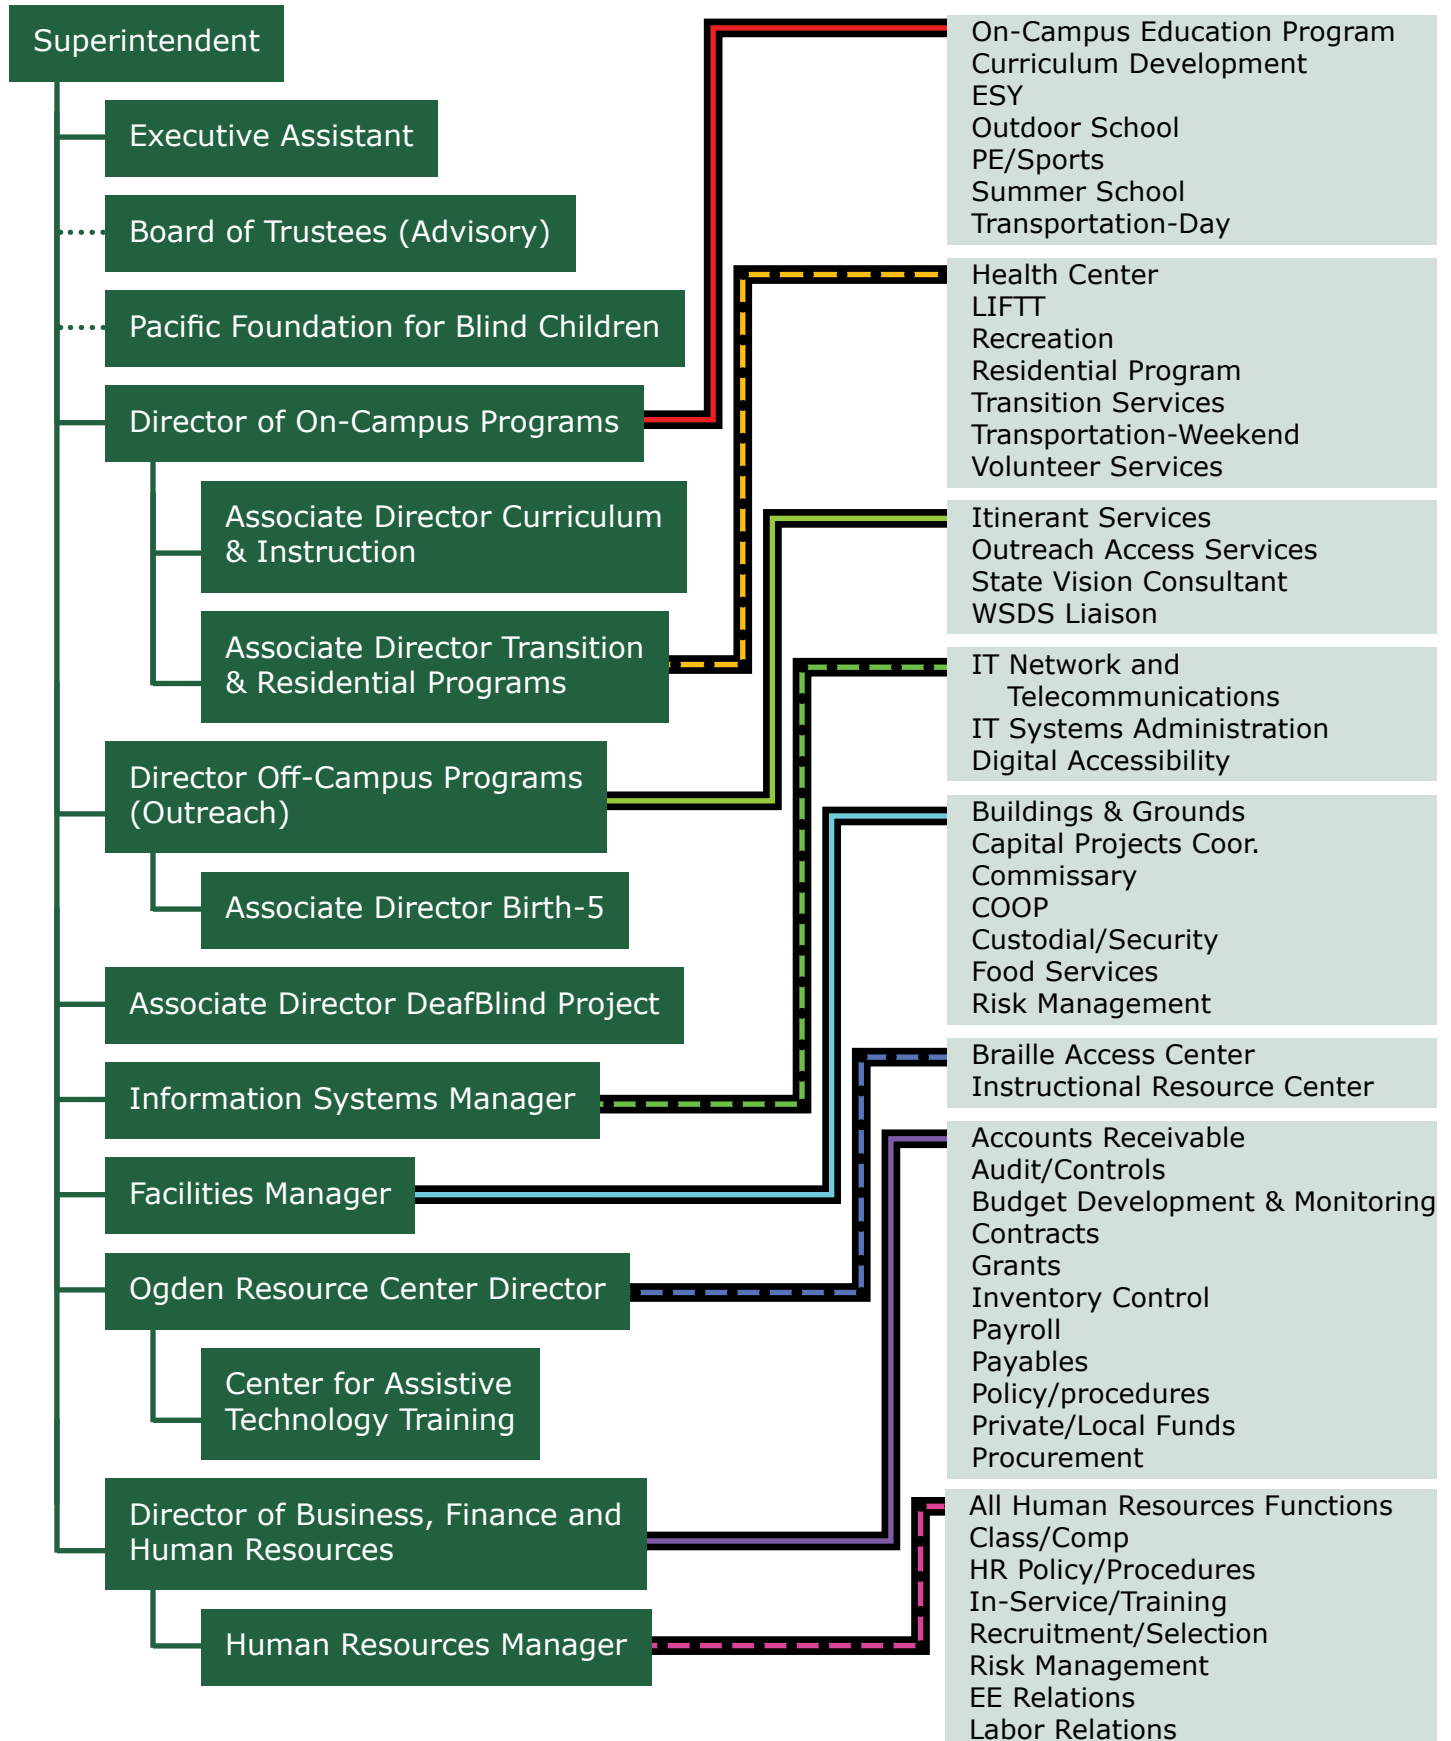 Superintendent
Executive Assistant
Board of Trustees (Advisory)
Pacific Foundation for Blind Children
Director of On-Campus Programs
Associate Director Curriculum
& Instruction
Associate Director Transition
& Residential Programs
Director Off-Campus Programs
(Outreach)
Associate Director Birth-5
Associate Director DeafBlind Project
Information Systems Manager
Facilities Manager
Ogden Resource Center Director
Center for Assistive
Technology Training
Director of Business, Finance and
Human Resources
Human Resources Manager
On-Campus Education Program
Curriculum Development
ESY
Outdoor School
PE/Sports
Summer School
Transportation-Day
Health Center
LIFTT
Recreation
Residential Program
Transition Services
Transportation-Weekend
Volunteer Services
Itinerant Services
Outreach Access Services
State Vision Consultant
WSDS Liaison
IT Network and
Telecommunications
IT Systems Administration
Digital Accessibility
Buildings & Grounds
Capital Projects Coor.
Commissary
COOP
Custodial/Security
Food Services
Risk Management
Braille Access Center
Instructional Resource Center
Accounts Receivable
Audit/Controls
Budget Development & Monitoring
Contracts
Grants
Inventory Control
Payroll
Payables
Policy/procedures
Private/Local Funds
Procurement
All Human Resources Functions
Class/Comp
HR Policy/Procedures
In-Service/Training
Recruitment/Selection
Risk Management
EE Relations
Labor Relations